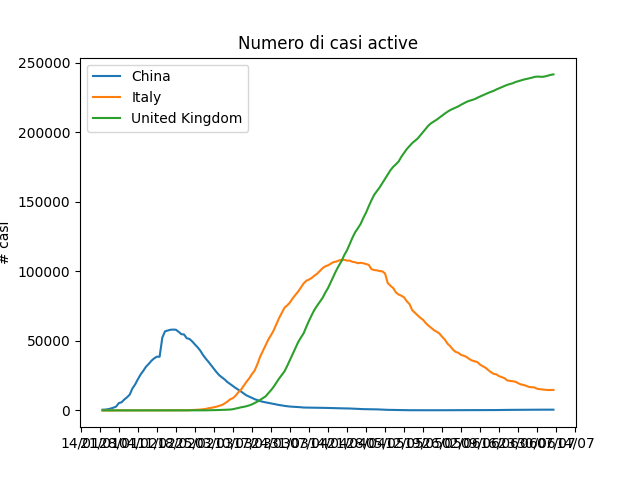 Numero di casi active
China
Italy
United Kingdom
250000
200000
150000
100000
50000
0
# casi